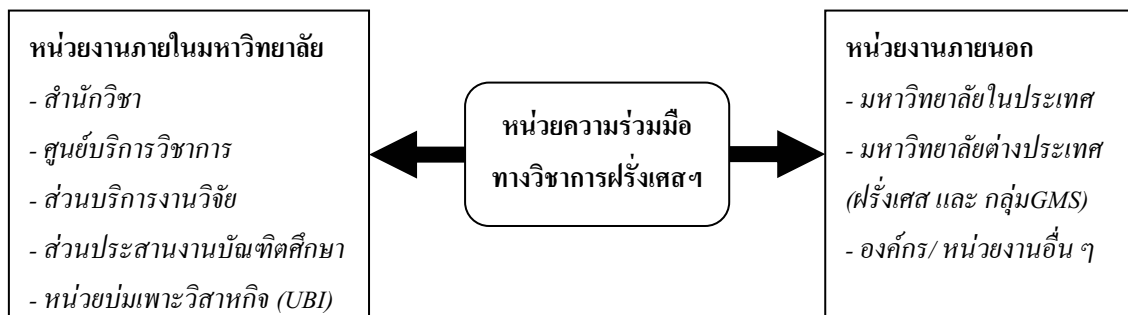 หน่วยงานภายในมหาวิทยาลัย
- สำนักวิชา
- ศูนย์บริการวิชาการ
- ส่วนบริการงานวิจัย
- ส่วนประสานงานบัณฑิตศึกษา
- หน่วยบ่มเพาะวิสาหกิจ (UBI)
หน่วยความร่วมมือ
ทางวิชาการฝรั่งเศสฯ
หน่วยงานภายนอก
- มหาวิทยาลัยในประเทศ
- มหาวิทยาลัยต่างประเทศ
(ฝรั่งเศส และ กลุ่มGMS)
- องค์กร/ หน่วยงานอื่น ๆ